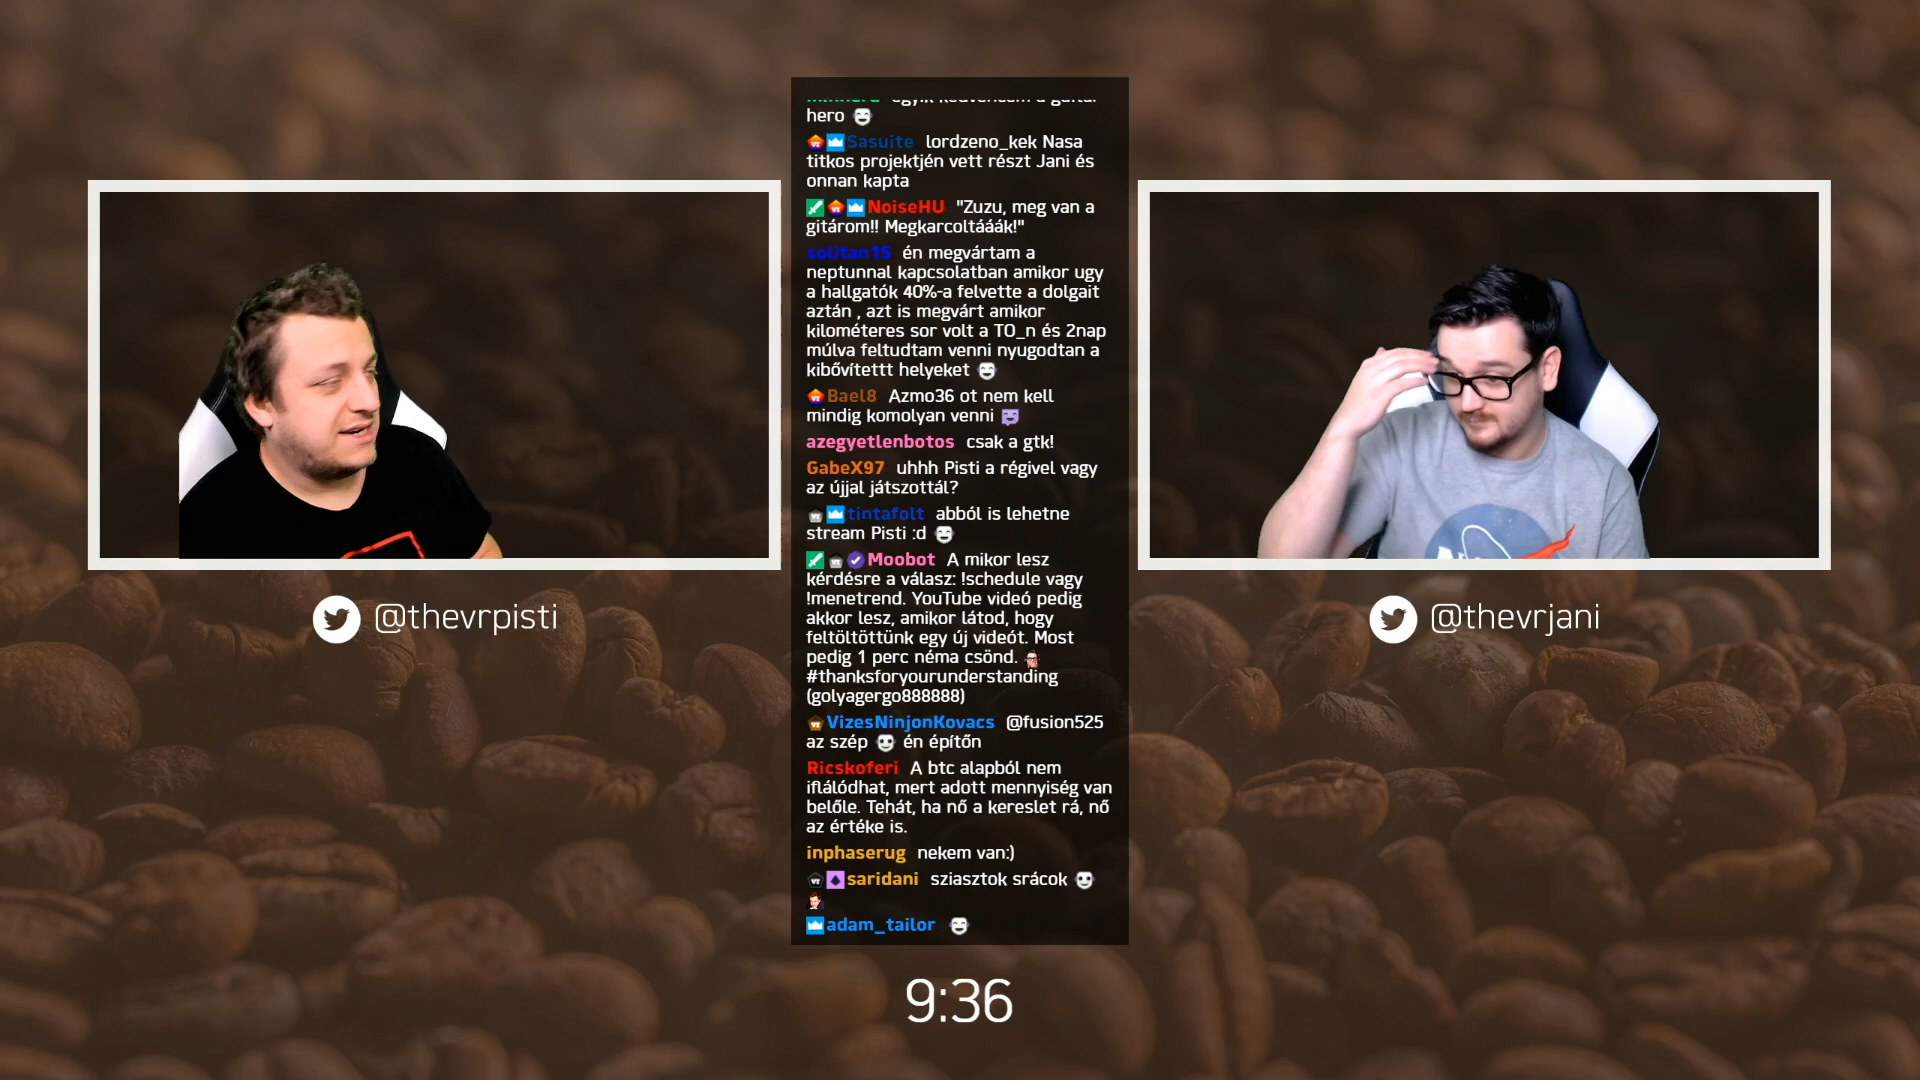 hero
Sasuite lordzeno_kek Nasa
titkos projektjén vett részt Jani és
onnan kapta
NoiseHU "Zuzu, meg van a
gitárom!! Megkarcoltááák!"
solitan15 én megvártam a
neptunnal kapcsolatban amikor ugy
a hallgatók 40%-a felvette a dolgait
aztán , azt is megvárt amikor
kilométeres sor volt a TO_n és 2nap
múlva feltudtam venni nyugodtan a
kibővítettt helyeket
Bael8 Azmo36 ot nem kell
mindig komolyan venni
azegyetlenbotos csak a gtk!
GabeX97 uhhh Pisti a régivel vagy
az újjal játszottál?
tintafolt abból is lehetne
stream Pisti :d
Moobot A mikor lesz
kérdésre a válasz: !schedule vagy
!menetrend. YouTube videó pedig
akkor lesz, amikor látod, hogy
feltöltöttünk egy új videót. Most
pedig 1 perc néma csönd.
#thanksforyourunderstanding
(golyagergo888888)
VizesNinjonKovacs @fusion525
az szép én építőn
Ricskoferi A btc alapból nem
iflálódhat, mert adott mennyiség van
belőle. Tehát, ha nő a kereslet rá, nő
az értéke is.
inphaserug nekem van:)
saridani sziasztok srácok
adam_tailor
@thevrpisti
@thevrjani
9:36